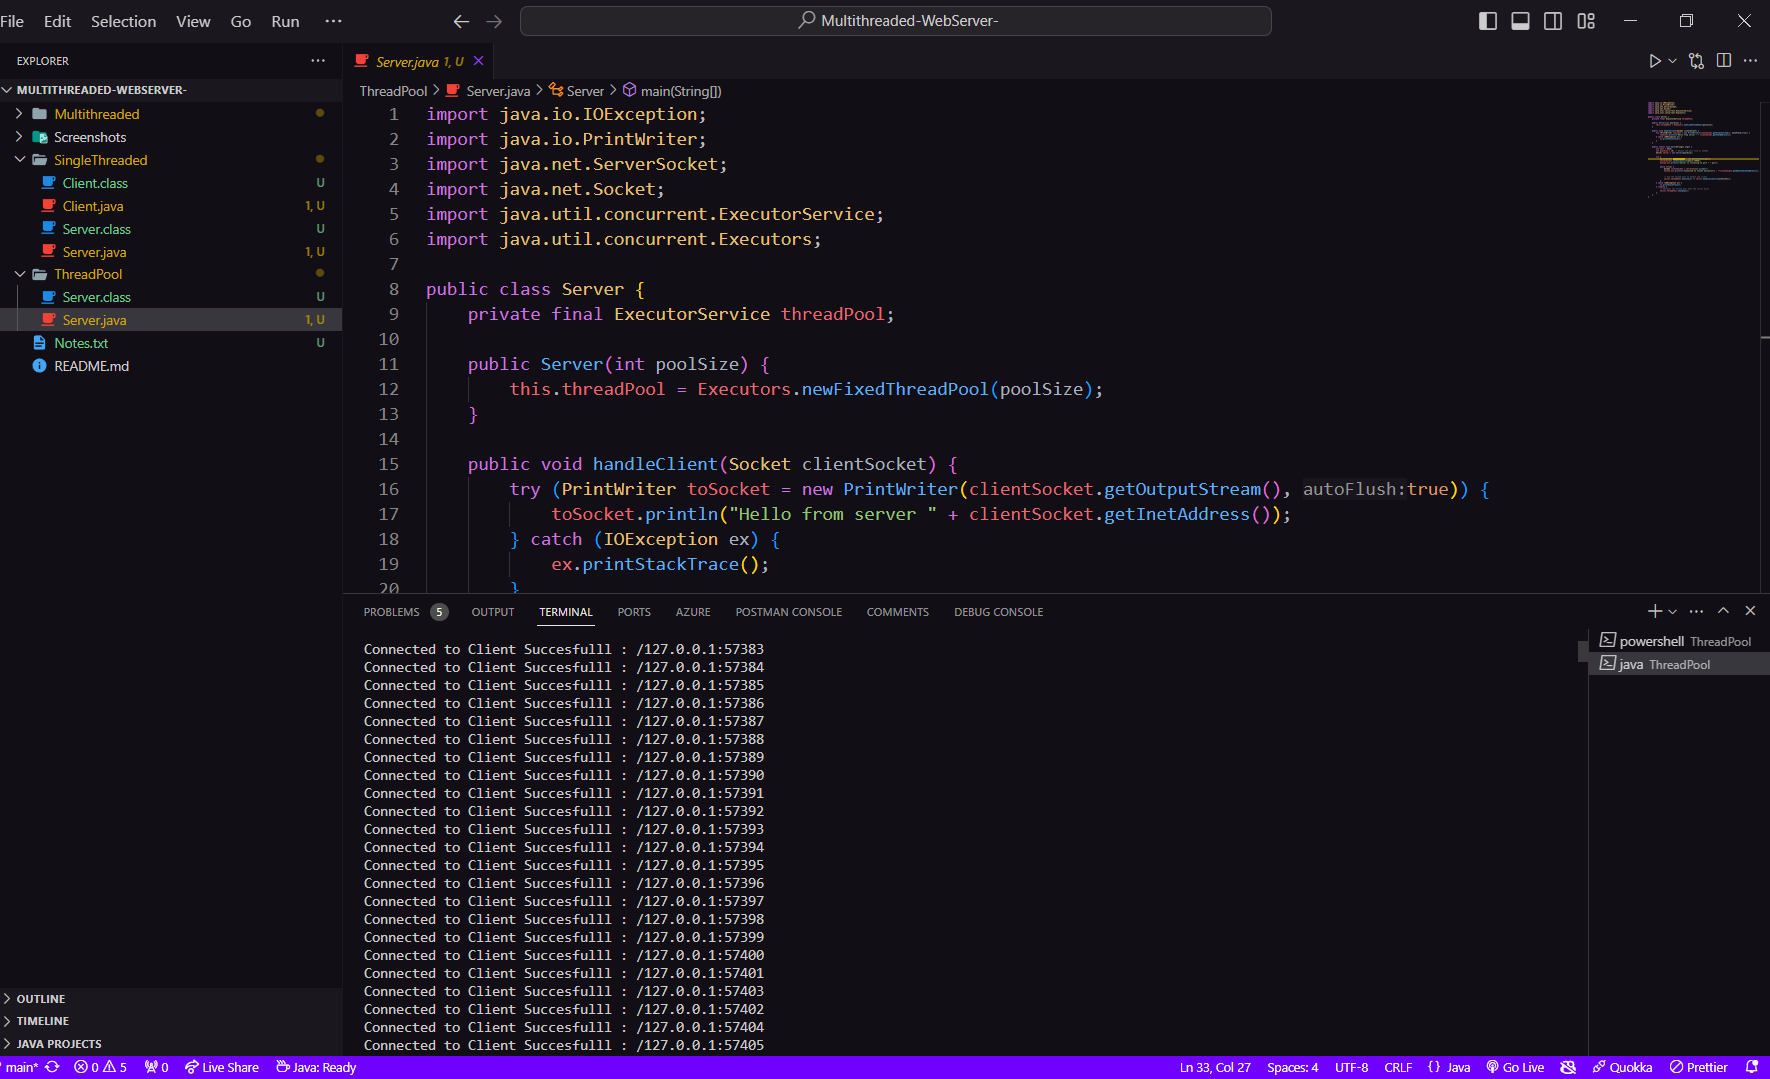 File Edit Selection View Go Run ···
Multithreaded-WebServer-
EXPLORER ···
MULTITHREADED-WEBSERVER-
Multithreaded
Screenshots
SingleThreaded
Client.class U
Client.java 1, U
Server.class U
Server.java 1, U
ThreadPool
Server.class U
Server.java 1, U
Notes.txt U
README.md
OUTLINE
TIMELINE
JAVA PROJECTS
Server.java 1, U
ThreadPool > Server.java > Server > main(String[])
1 import java.io.IOException;
2 import java.io.PrintWriter;
3 import java.net.ServerSocket;
4 import java.net.Socket;
5 import java.util.concurrent.ExecutorService;
6 import java.util.concurrent.Executors;
7
8 public class Server {
9 private final ExecutorService threadPool;
10
11 public Server(int poolSize) {
12 this.threadPool = Executors.newFixedThreadPool(poolSize);
13 }
14
15 public void handleClient(Socket clientSocket) {
16 try (PrintWriter toSocket = new PrintWriter(clientSocket.getOutputStream(), autoFlush:true)) {
17 toSocket.println("Hello from server " + clientSocket.getInetAddress());
18 } catch (IOException ex) {
19 ex.printStackTrace();
20 }
PROBLEMS 5 OUTPUT TERMINAL PORTS AZURE POSTMAN CONSOLE COMMENTS DEBUG CONSOLE
Connected to Client Succesfulll : /127.0.0.1:57383
Connected to Client Succesfulll : /127.0.0.1:57384
Connected to Client Succesfulll : /127.0.0.1:57385
Connected to Client Succesfulll : /127.0.0.1:57386
Connected to Client Succesfulll : /127.0.0.1:57387
Connected to Client Succesfulll : /127.0.0.1:57388
Connected to Client Succesfulll : /127.0.0.1:57389
Connected to Client Succesfulll : /127.0.0.1:57390
Connected to Client Succesfulll : /127.0.0.1:57391
Connected to Client Succesfulll : /127.0.0.1:57392
Connected to Client Succesfulll : /127.0.0.1:57393
Connected to Client Succesfulll : /127.0.0.1:57394
Connected to Client Succesfulll : /127.0.0.1:57395
Connected to Client Succesfulll : /127.0.0.1:57396
Connected to Client Succesfulll : /127.0.0.1:57397
Connected to Client Succesfulll : /127.0.0.1:57398
Connected to Client Succesfulll : /127.0.0.1:57399
Connected to Client Succesfulll : /127.0.0.1:57400
Connected to Client Succesfulll : /127.0.0.1:57401
Connected to Client Succesfulll : /127.0.0.1:57403
Connected to Client Succesfulll : /127.0.0.1:57402
Connected to Client Succesfulll : /127.0.0.1:57404
Connected to Client Succesfulll : /127.0.0.1:57405
powershell ThreadPool
java ThreadPool
main* 0 5 0 Live Share Java: Ready Ln 33, Col 27 Spaces: 4 UTF-8 CRLF {} Java Go Live Quokka Prettier